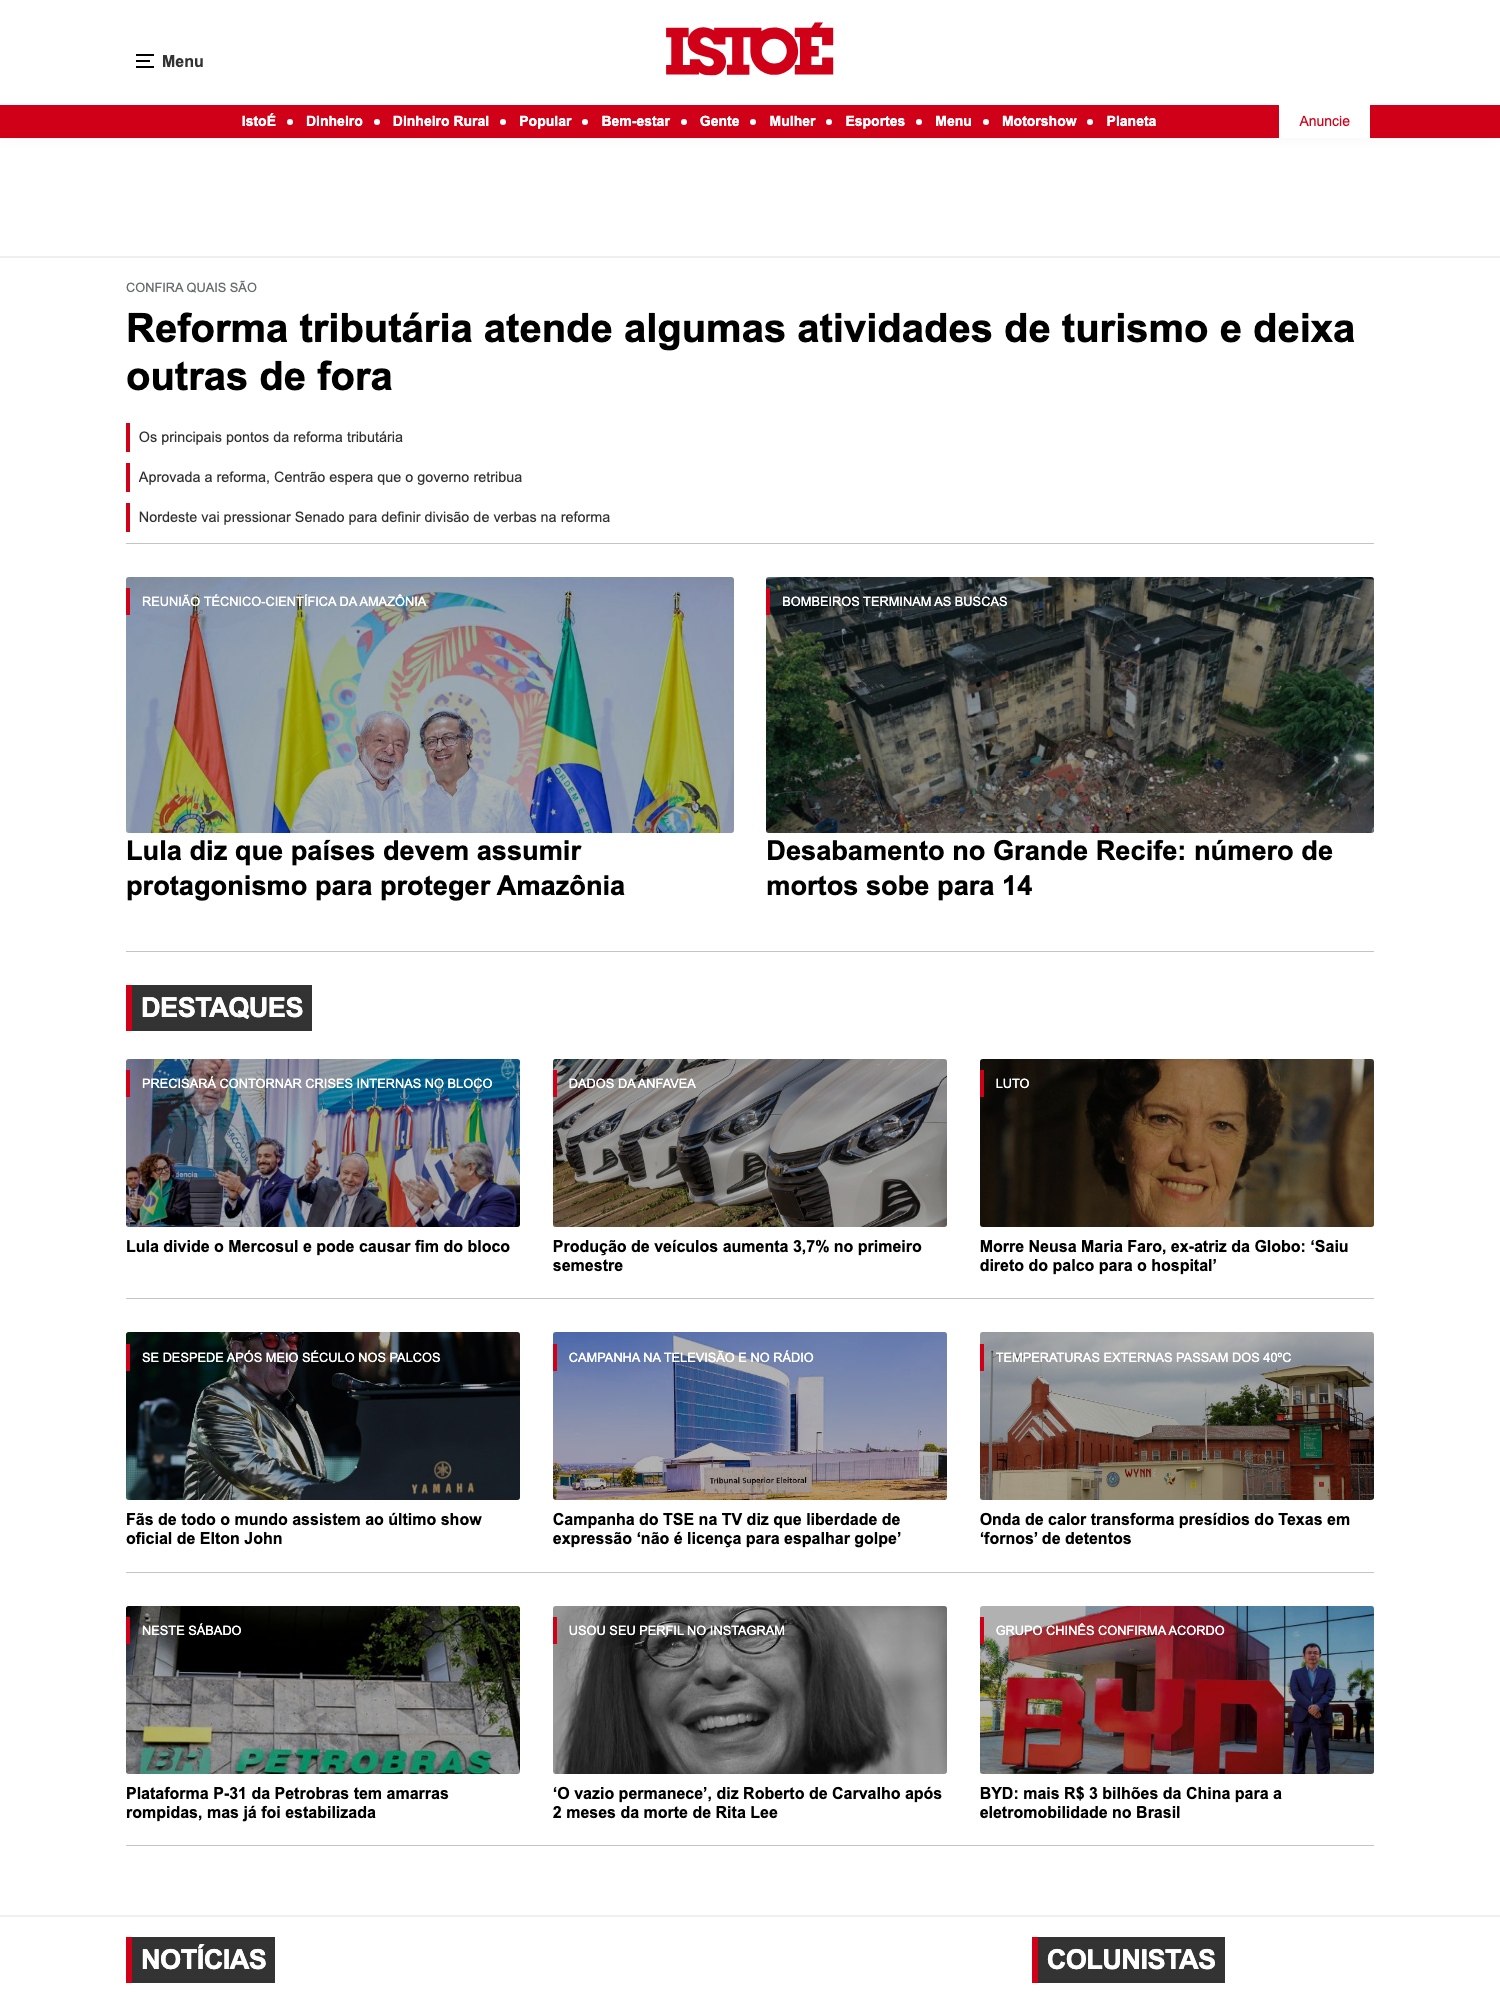 Menu
ISTOÉ
IstoÉ • Dinheiro • Dinheiro Rural • Popular • Bem-estar • Gente • Mulher • Esportes • Menu • Motorshow • Planeta
Anuncie
CONFIRA QUAIS SÃO
Reforma tributária atende algumas atividades de turismo e deixa
outras de fora
Os principais pontos da reforma tributária
Aprovada a reforma, Centrão espera que o governo retribua
Nordeste vai pressionar Senado para definir divisão de verbas na reforma
REUNIÃO TÉCNICO-CIENTÍFICA DA AMAZÔNIA
Lula diz que países devem assumir
protagonismo para proteger Amazônia
BOMBEIROS TERMINAM AS BUSCAS
Desabamento no Grande Recife: número de
mortos sobe para 14
DESTAQUES
PRECISARÁ CONTORNAR CRISES INTERNAS NO BLOCO
Lula divide o Mercosul e pode causar fim do bloco
DADOS DA ANFAVEA
Produção de veículos aumenta 3,7% no primeiro
semestre
LUTO
Morre Neusa Maria Faro, ex-atriz da Globo: ‘Saiu
direto do palco para o hospital’
SE DESPEDE APÓS MEIO SÉCULO NOS PALCOS
YAMAHA
Fãs de todo o mundo assistem ao último show
oficial de Elton John
CAMPANHA NA TELEVISÃO E NO RÁDIO
Tribunal Superior Eleitoral
Campanha do TSE na TV diz que liberdade de
expressão ‘não é licença para espalhar golpe’
TEMPERATURAS EXTERNAS PASSAM DOS 40ºC
WYNN
Onda de calor transforma presídios do Texas em
‘fornos’ de detentos
NESTE SÁBADO
BR PETROBRAS
Plataforma P-31 da Petrobras tem amarras
rompidas, mas já foi estabilizada
USOU SEU PERFIL NO INSTAGRAM
‘O vazio permanece’, diz Roberto de Carvalho após
2 meses da morte de Rita Lee
GRUPO CHINÊS CONFIRMA ACORDO
BYD
BYD: mais R$ 3 bilhões da China para a
eletromobilidade no Brasil
NOTÍCIAS
COLUNISTAS